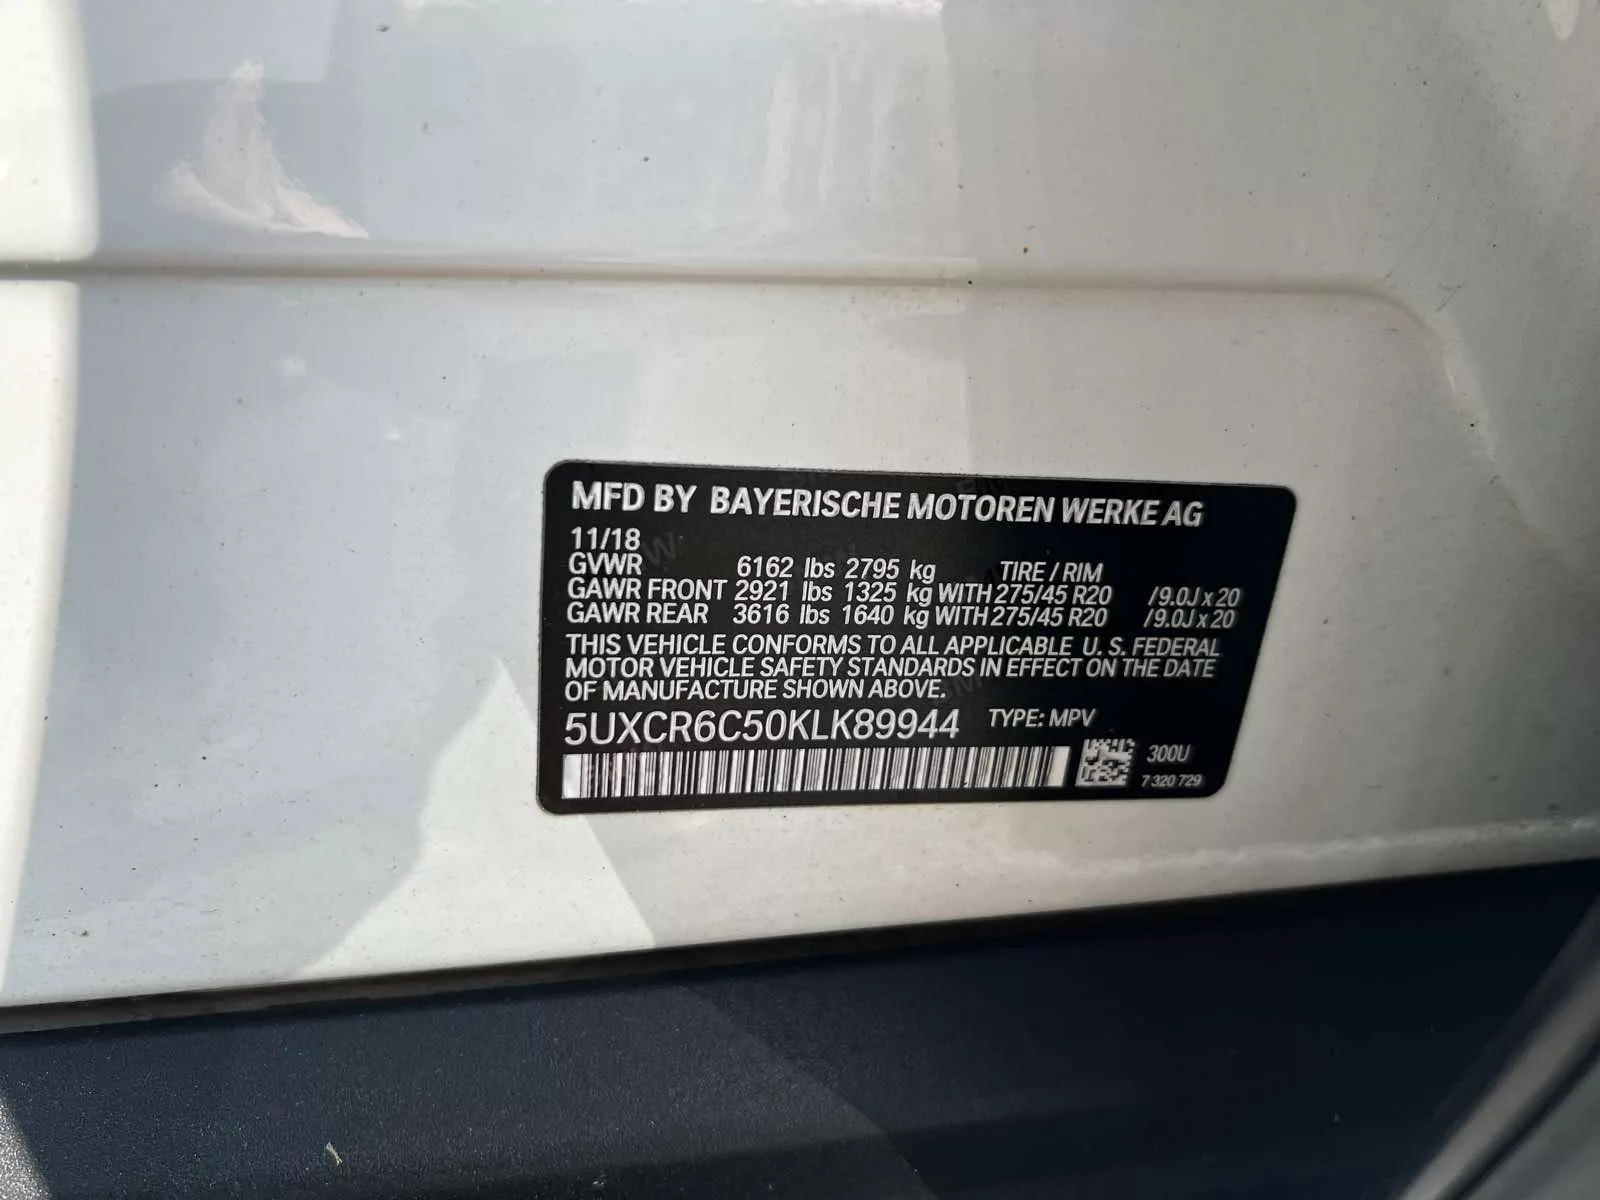 MFD BY BAYERISCHE MOTOREN WERKE AG
11/18
GVWR 6162 lbs 2795 kg TIRE / RIM
GAWR FRONT 2921 lbs 1325 kg WITH 275/45 R20 /9.0J x 20
GAWR REAR 3616 lbs 1640 kg WITH 275/45 R20 /9.0J x 20
THIS VEHICLE CONFORMS TO ALL APPLICABLE U. S. FEDERAL
MOTOR VEHICLE SAFETY STANDARDS IN EFFECT ON THE DATE
OF MANUFACTURE SHOWN ABOVE.
5UXCR6C50KLK89944 TYPE: MPV
300U
7 320 729